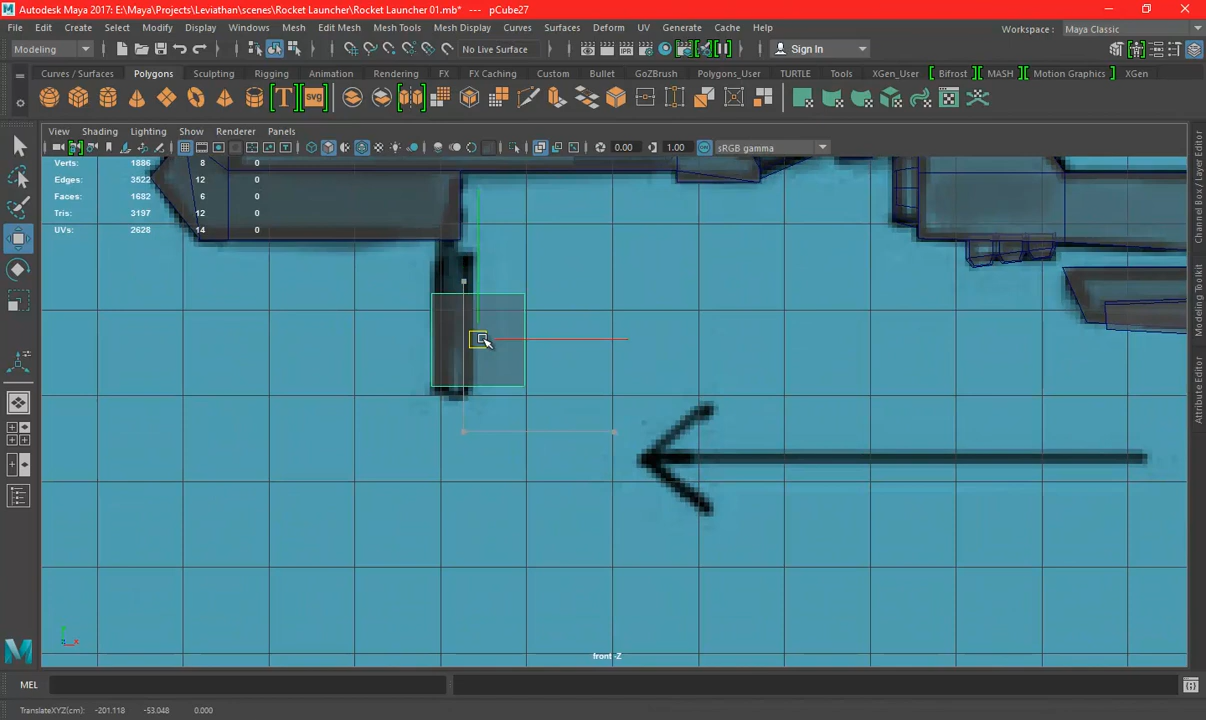 Autodesk Maya 2017: E:\Maya\Projects\Leviathan\scenes\Rocket Launcher\Rocket Launcher 01.mb* --- pCube27
File Edit Create Select Modify Display Windows Mesh Edit Mesh Mesh Tools Mesh Display Curves Surfaces Deform UV Generate Cache Help Workspace : Maya Classic
Modeling No Live Surface Sign In
Curves / Surfaces Polygons Sculpting Rigging Animation Rendering FX FX Caching Custom Bullet GoZBrush Polygons_User TURTLE Tools XGen_User Bifrost MASH Motion Graphics XGen
T svg
View Shading Lighting Show Renderer Panels
0.00 1.00 sRGB gamma
Verts: 1886 8 0
Edges: 3522 12 0
Faces: 1682 6 0
Tris: 3197 12 0
UVs: 2628 14 0
Channel Box / layer Editor
Modeling Toolkit
Attribute Editor
front -Z
MEL
TranslateXYZ(cm): -201.118 -53.048 0.000